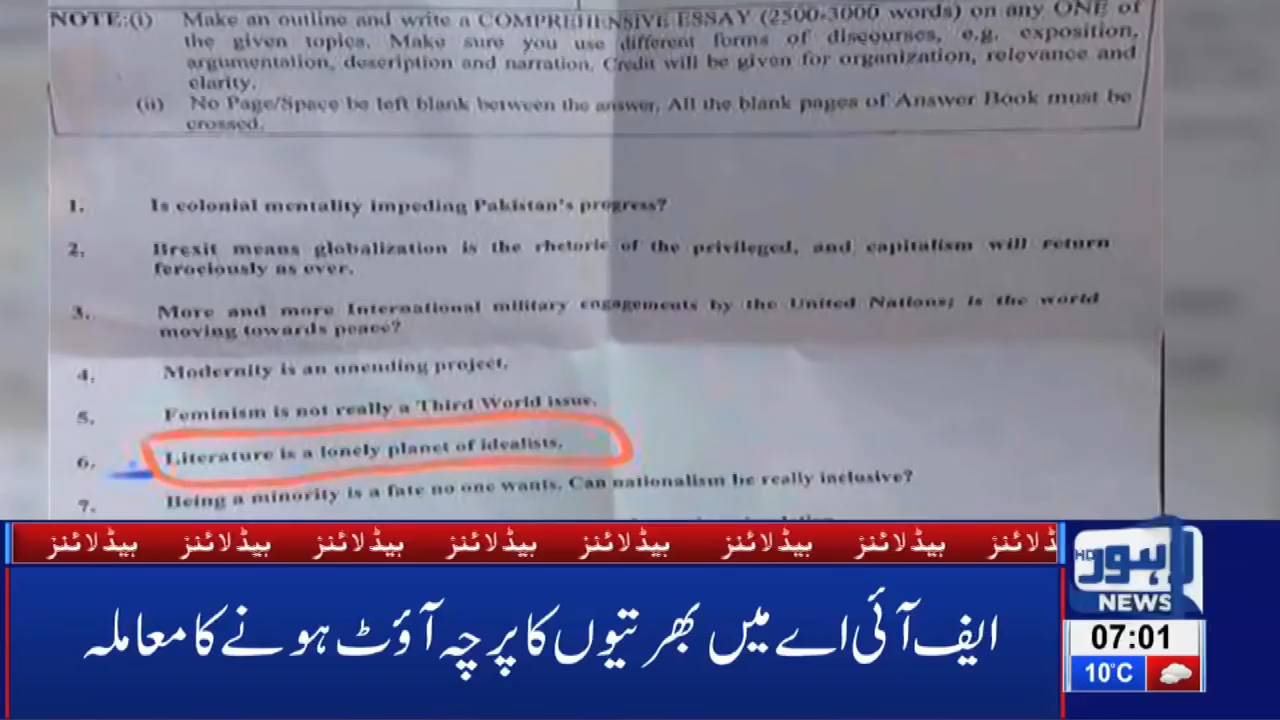 NOTE:(i) Make an outline and write a COMPREHENSIVE ESSAY (2500-3000 words) on any ONE of
the given topics. Make sure you use different forms of discourses, e.g. exposition,
argumentation, description and narration. Credit will be given for organization, relevance and
clarity.
(ii) No Page/Space be left blank between the answer. All the blank pages of Answer Book must be
crossed.
1. Is colonial mentality impeding Pakistan's progress?
2. Brexit means globalization is the rhetoric of the privileged, and capitalism will return
ferociously as ever.
3. More and more International military engagements by the United Nations; is the world
moving towards peace?
4. Modernity is an unending project.
5. Feminism is not really a Third World issue.
6. Literature is a lonely planet of idealists.
7. Being a minority is a fate no one wants. Can nationalism be really inclusive?
ہیڈلائنز ہیڈلائنز ہیڈلائنز ہیڈلائنز ہیڈلائنز ہیڈلائنز ہیڈلائنز ڈلائنز
ایف آئی اے میں بھرتیوں کا پرچہ آؤٹ ہونے کا معاملہ
HD
لاہور
NEWS
07:01
10°C